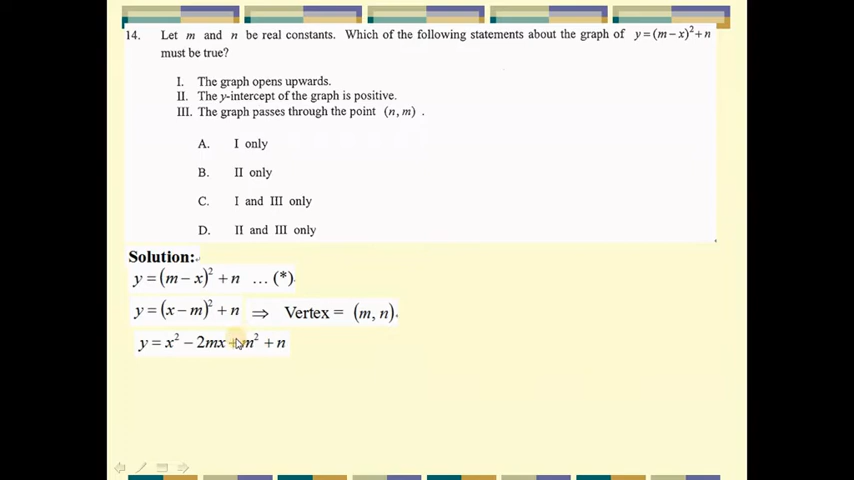 14. Let m and n be real constants. Which of the following statements about the graph of y=(m−x)²+n
must be true?
I. The graph opens upwards.
II. The y-intercept of the graph is positive.
III. The graph passes through the point (n, m) .
A. I only
B. II only
C. I and III only
D. II and III only
Solution:
y = (m − x)² + n … (*)
y = (x − m)² + n ⇒ Vertex = (m, n).
y = x² − 2mx + m² + n